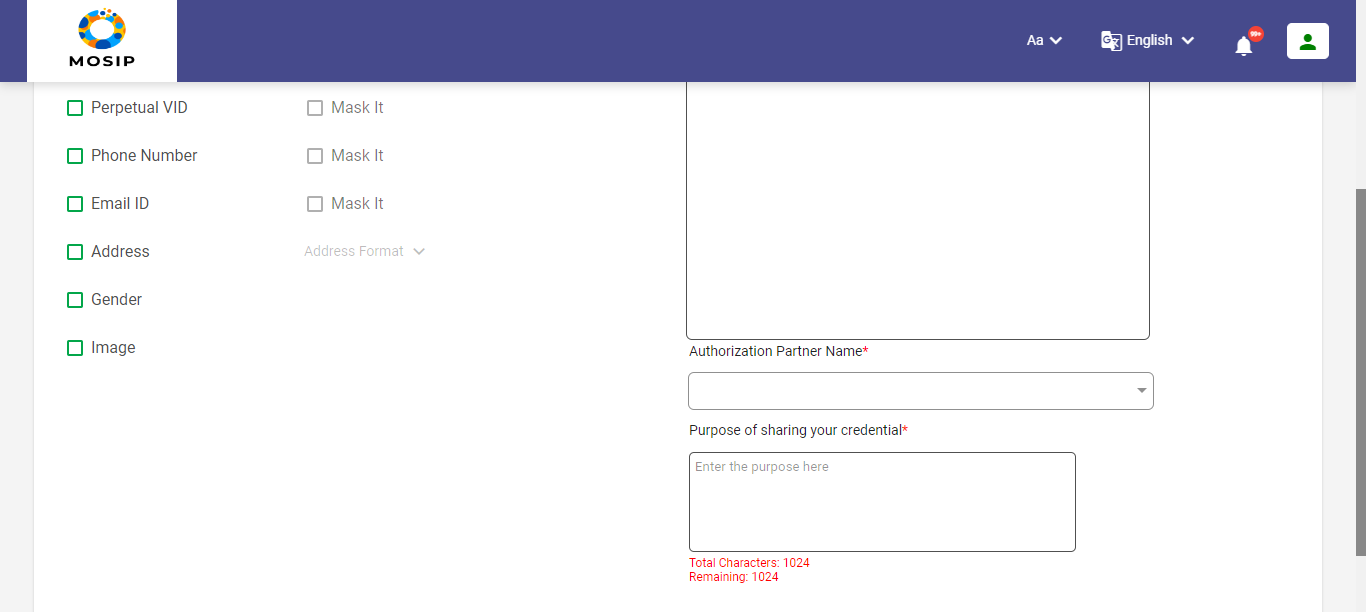 MOSIP
Aa
English
99+
Perpetual VID
Mask It
Phone Number
Mask It
Email ID
Mask It
Address
Address Format
Gender
Image
Authorization Partner Name*
Purpose of sharing your credential*
Enter the purpose here
Total Characters: 1024
Remaining: 1024